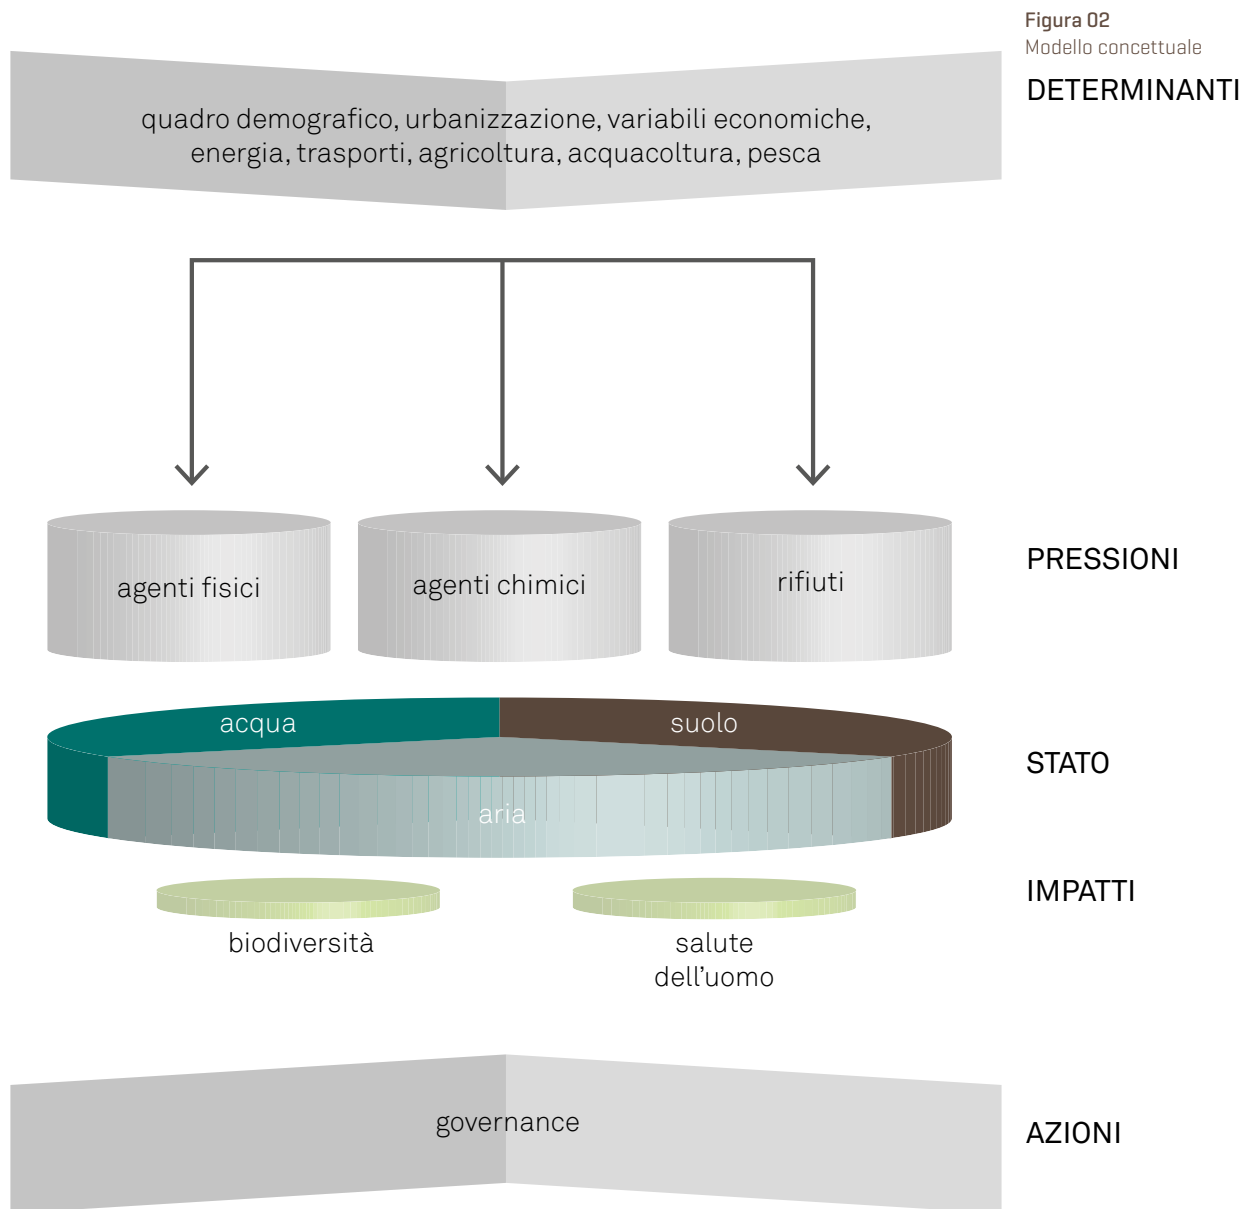 Figura 02
Modello concettuale
DETERMINANTI
quadro demografico, urbanizzazione, variabili economiche,
energia, trasporti, agricoltura, acquacoltura, pesca
agenti fisici
agenti chimici
rifiuti
PRESSIONI
acqua
suolo
aria
STATO
IMPATTI
biodiversità
salute
dell’uomo
governance
AZIONI